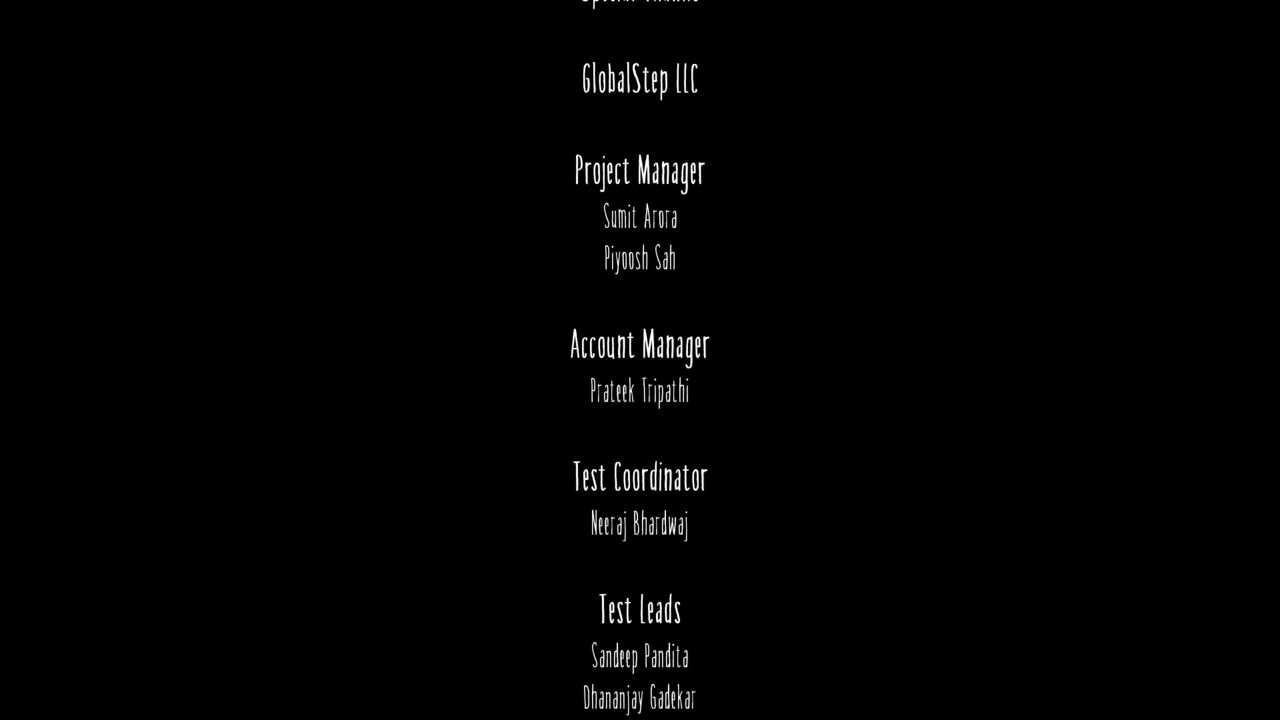 GlobalStep LLC
Project Manager
Sumit Arora
Piyoosh Sah
Account Manager
Prateek Tripathi
Test Coordinator
Neeraj Bhardwaj
Test Leads
Sandeep Pandita
Dhananjay Gadekar